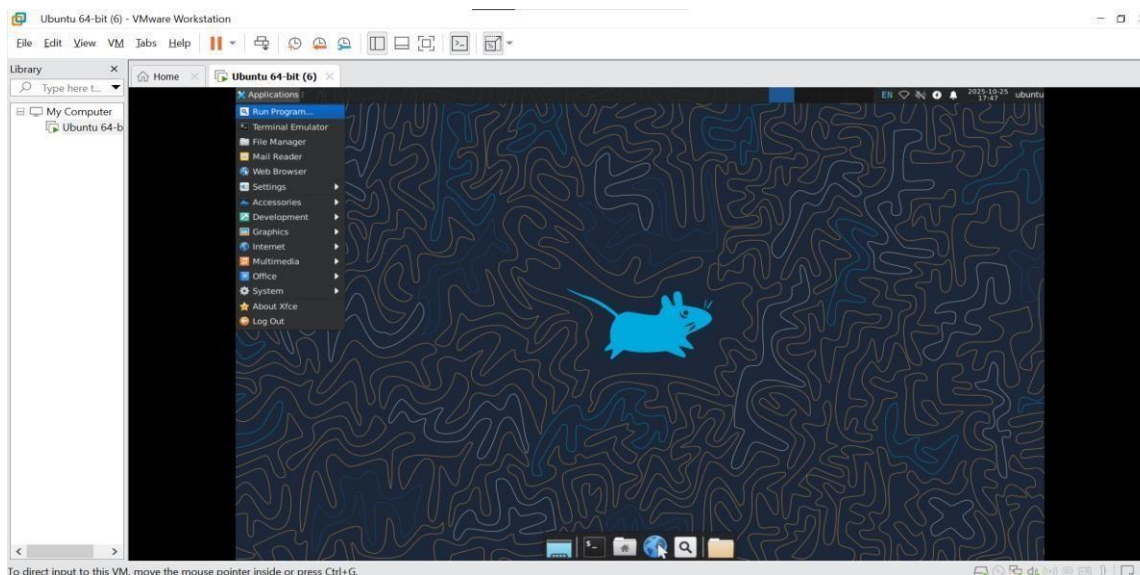 Ubuntu 64-bit (6) - VMware Workstation
File Edit View VM Tabs Help
Library
Type here t...
My Computer
Ubuntu 64-b
Home
Ubuntu 64-bit (6)
Applications
EN 2025-10-25 17:47 ubuntu
Run Program...
Terminal Emulator
File Manager
Mail Reader
Web Browser
Settings
Accessories
Development
Graphics
Internet
Multimedia
Office
System
About Xfce
Log Out
To direct input to this VM, move the mouse pointer inside or press Ctrl+G.